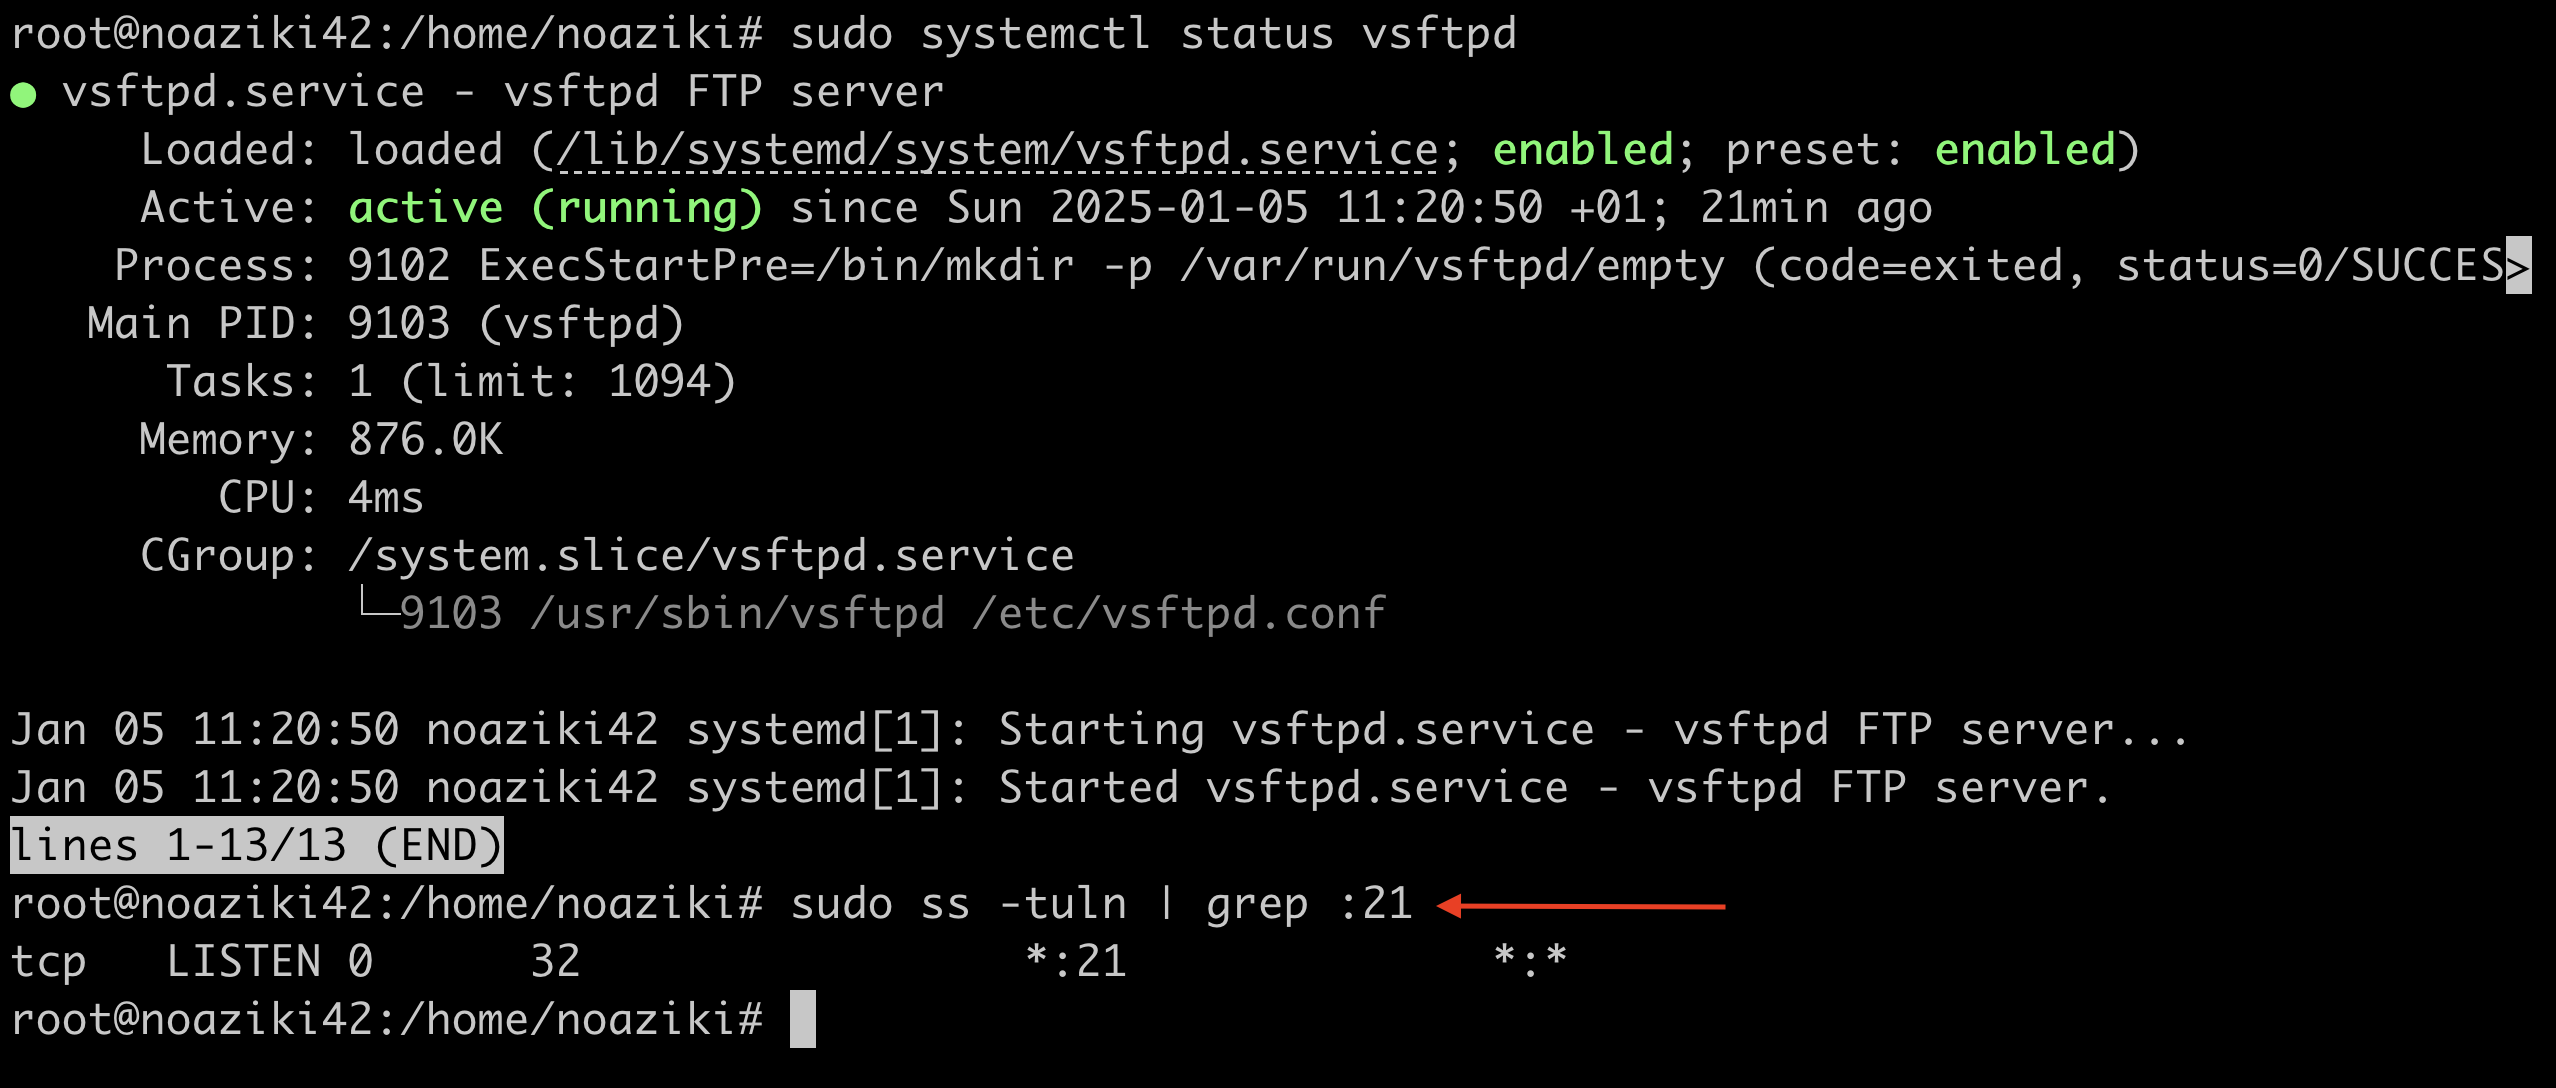 root@noaziki42:/home/noaziki# sudo systemctl status vsftpd
● vsftpd.service - vsftpd FTP server
     Loaded: loaded (/lib/systemd/system/vsftpd.service; enabled; preset: enabled)
     Active: active (running) since Sun 2025-01-05 11:20:50 +01; 21min ago
    Process: 9102 ExecStartPre=/bin/mkdir -p /var/run/vsftpd/empty (code=exited, status=0/SUCCES>
   Main PID: 9103 (vsftpd)
      Tasks: 1 (limit: 1094)
     Memory: 876.0K
        CPU: 4ms
     CGroup: /system.slice/vsftpd.service
             └─9103 /usr/sbin/vsftpd /etc/vsftpd.conf

Jan 05 11:20:50 noaziki42 systemd[1]: Starting vsftpd.service - vsftpd FTP server...
Jan 05 11:20:50 noaziki42 systemd[1]: Started vsftpd.service - vsftpd FTP server.
lines 1-13/13 (END)
root@noaziki42:/home/noaziki# sudo ss -tuln | grep :21
tcp   LISTEN 0      32                 *:21              *:*
root@noaziki42:/home/noaziki#